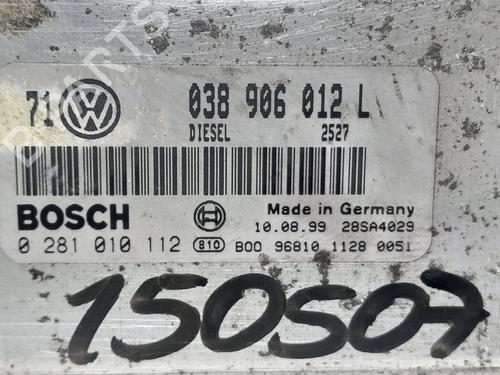 71 VW 038 906 012 L
DIESEL 2527
BOSCH Made in Germany
10.08.99 28SA4029
0 281 010 112 810 B00 96810 1128 0051
150507